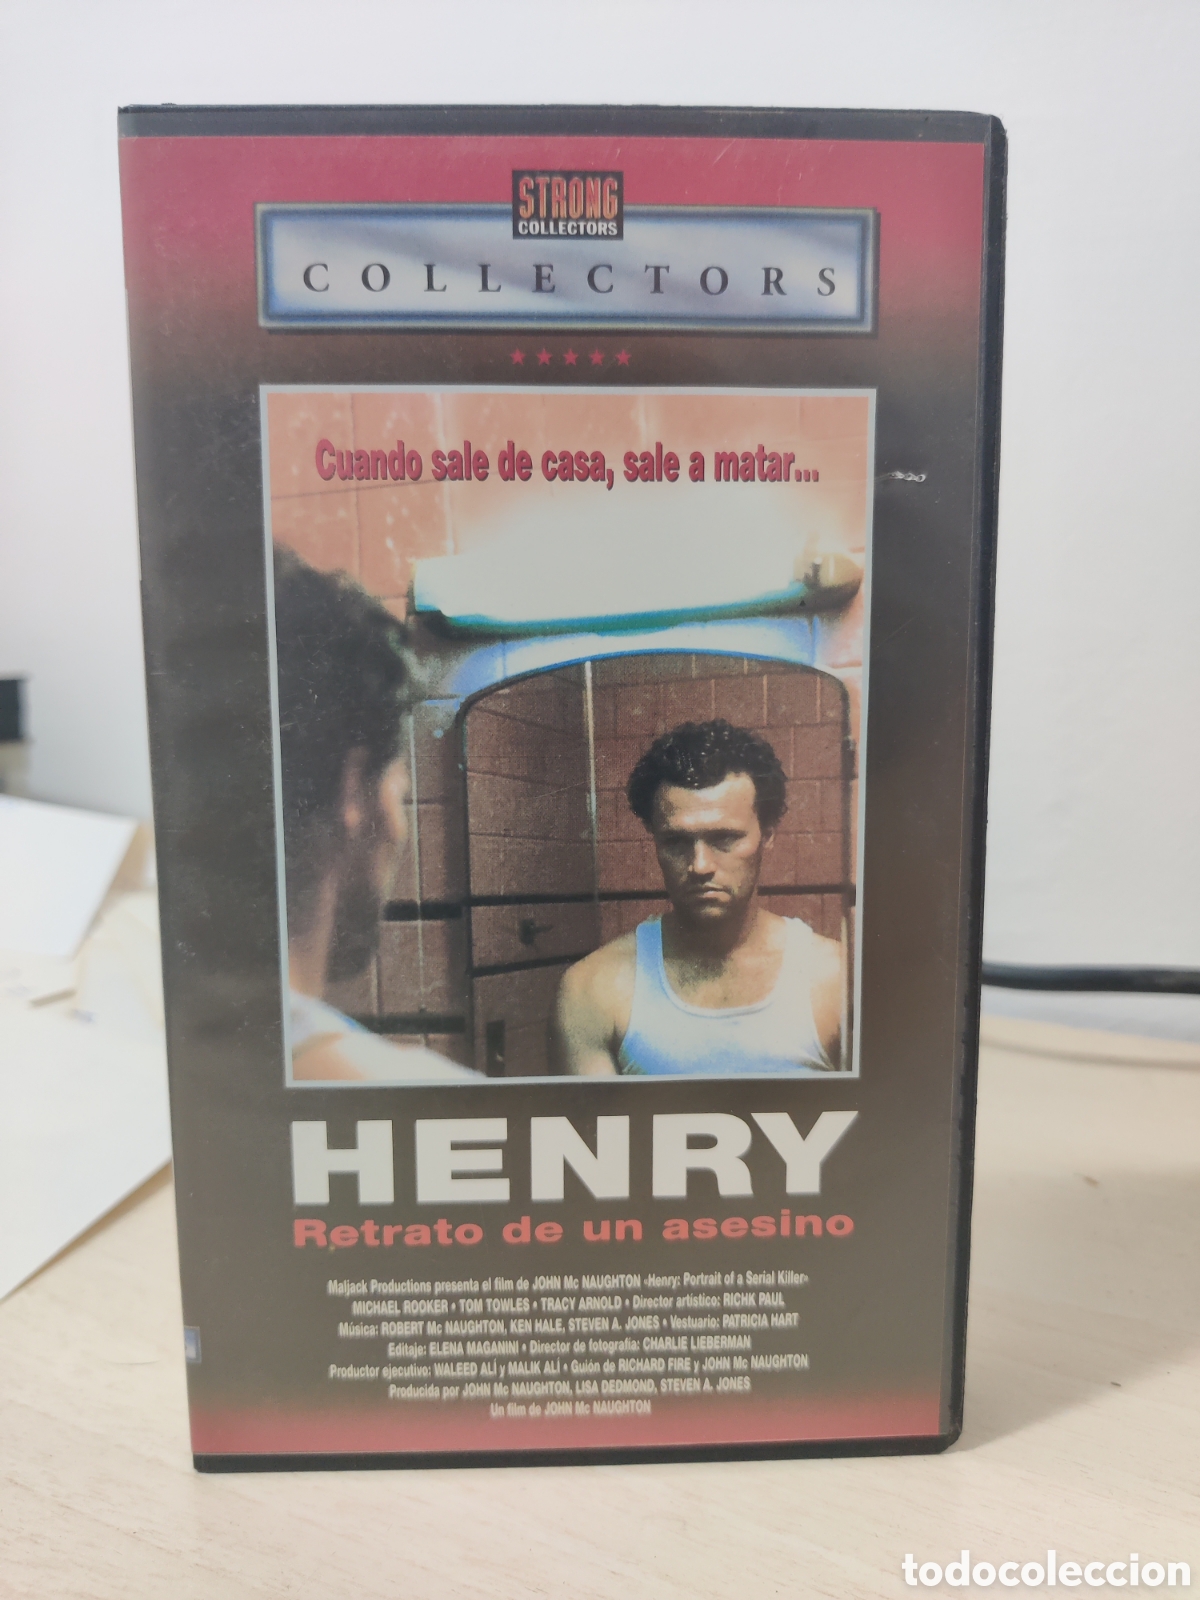 STRONG
COLLECTORS
COLLECTORS
Cuando sale de casa, sale a matar...
HENRY
Retrato de un asesino
Maljack Productions presenta el film de JOHN Mc NAUGHTON «Henry: Portrait of a Serial Killer»
MICHAEL ROOKER • TOM TOWLES • TRACY ARNOLD • Director artístico: RICHK PAUL
Música: ROBERT Mc NAUGHTON, KEN HALE, STEVEN A. JONES • Vestuario: PATRICIA HART
Editaje: ELENA MAGANINI • Director de fotografía: CHARLIE LIEBERMAN
Productor ejecutivo: WALEED ALÍ y MALIK ALÍ • Guión de RICHARD FIRE y JOHN Mc NAUGHTON
Producida por JOHN Mc NAUGHTON, LISA DEDMOND, STEVEN A. JONES
Un film de JOHN Mc NAUGHTON
todocoleccion